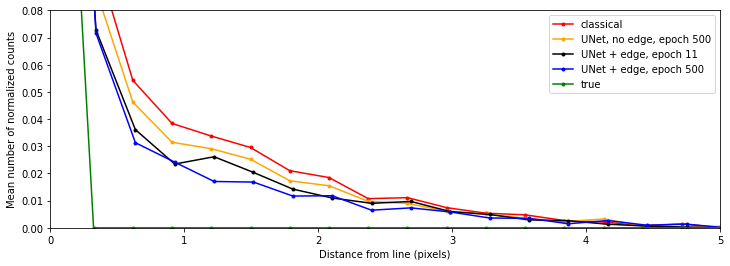 0.08
0.07
0.06
0.05
0.04
0.03
0.02
0.01
0.00
Mean number of normalized counts
0 1 2 3 4 5
Distance from line (pixels)
classical
UNet, no edge, epoch 500
UNet + edge, epoch 11
UNet + edge, epoch 500
true